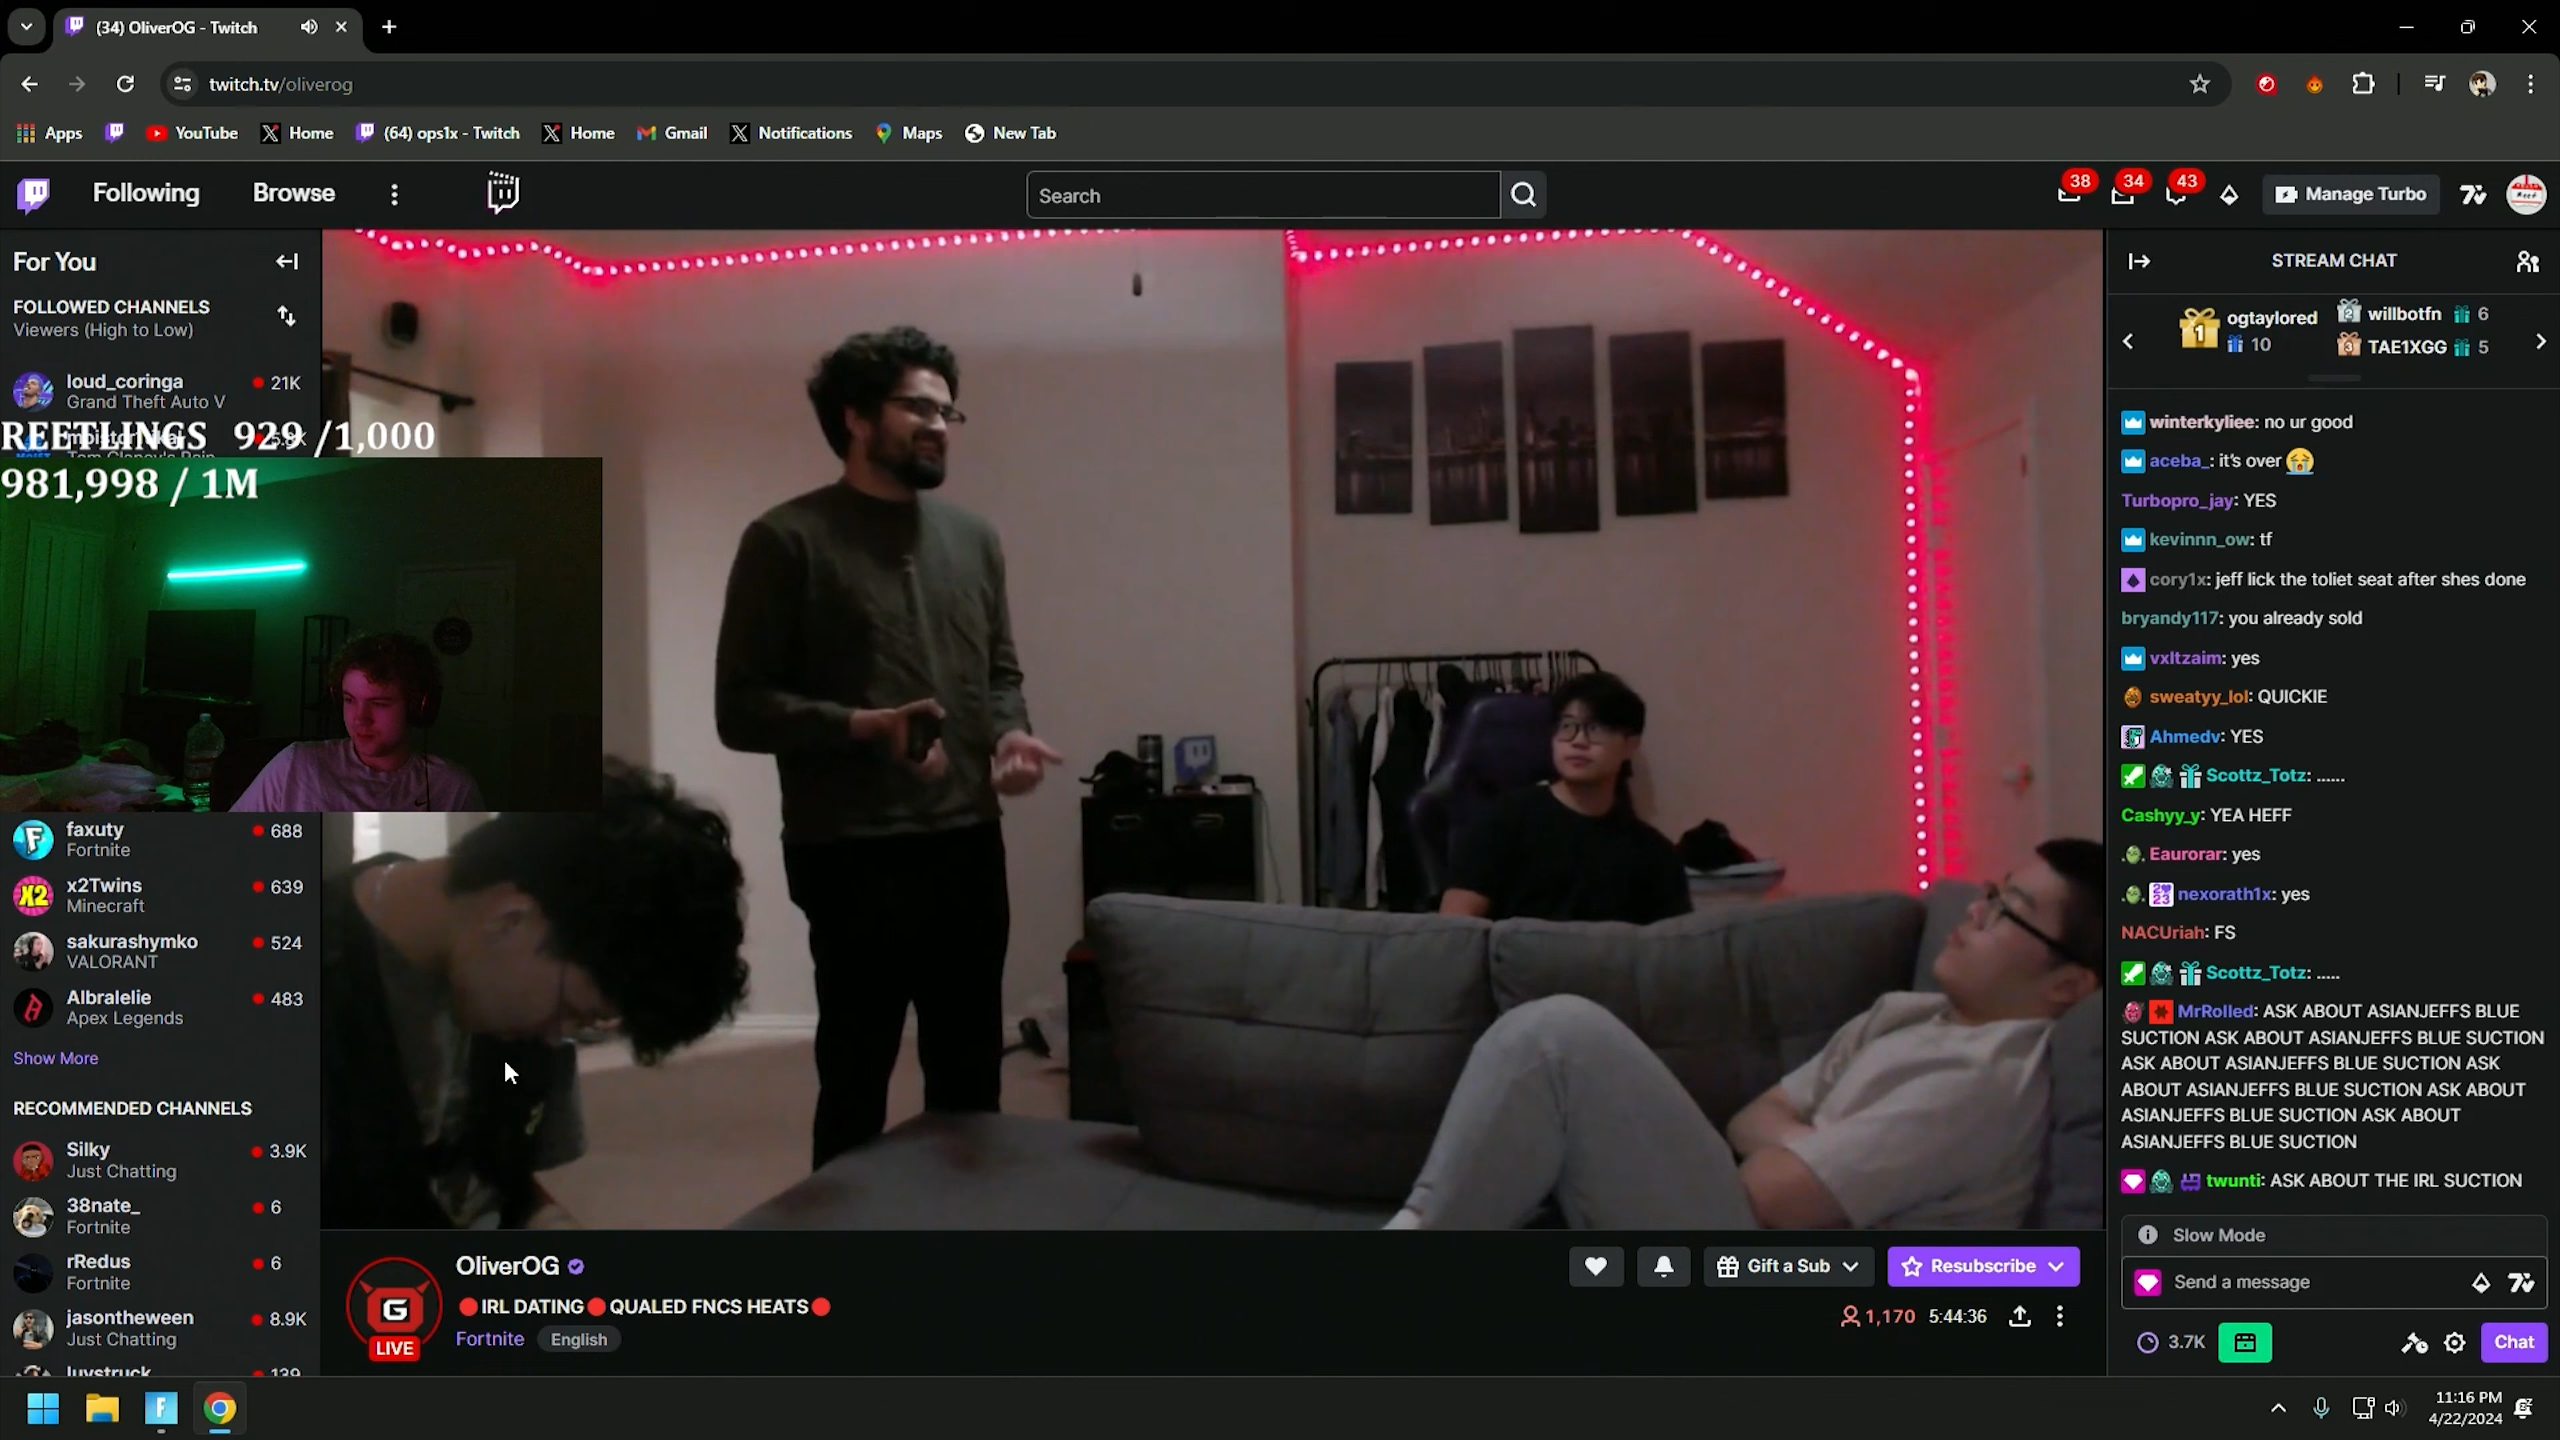 (34) OliverOG - Twitch
twitch.tv/oliverog
Apps
YouTube
Home
(64) ops1x - Twitch
Home
Gmail
Notifications
Maps
New Tab
Following
Browse
Search
38
34
43
Manage Turbo
For You
FOLLOWED CHANNELS
Viewers (High to Low)
loud_coringa
21K
Grand Theft Auto V
REETLINGS 929 /1,000
981,998 / 1M
faxuty
688
Fortnite
x2Twins
639
Minecraft
sakurashymko
524
VALORANT
Albralelie
483
Apex Legends
Show More
RECOMMENDED CHANNELS
Silky
3.9K
Just Chatting
38nate_
6
Fortnite
rRedus
6
Fortnite
jasontheween
8.9K
Just Chatting
luvstruck
139
G
LIVE
OliverOG
🔴IRL DATING🔴QUALED FNCS HEATS🔴
Fortnite
English
Gift a Sub
Resubscribe
1,170
5:44:36
STREAM CHAT
1
ogtaylored
10
2
willbotfn
6
3
TAE1XGG
5
winterkyliee: no ur good
aceba_: it's over 😭
Turbopro_jay: YES
kevinnn_ow: tf
cory1x: jeff lick the toliet seat after shes done
bryandy117: you already sold
vxltzaim: yes
sweatyy_lol: QUICKIE
Ahmedv: YES
Scottz_Totz: ......
Cashyy_y: YEA HEFF
Eaurorar: yes
nexorath1x: yes
NACUriah: FS
Scottz_Totz: .....
MrRolled: ASK ABOUT ASIANJEFFS BLUE
SUCTION ASK ABOUT ASIANJEFFS BLUE SUCTION
ASK ABOUT ASIANJEFFS BLUE SUCTION ASK
ABOUT ASIANJEFFS BLUE SUCTION ASK ABOUT
ASIANJEFFS BLUE SUCTION ASK ABOUT
ASIANJEFFS BLUE SUCTION
twunti: ASK ABOUT THE IRL SUCTION
Slow Mode
Send a message
3.7K
Chat
11:16 PM
4/22/2024